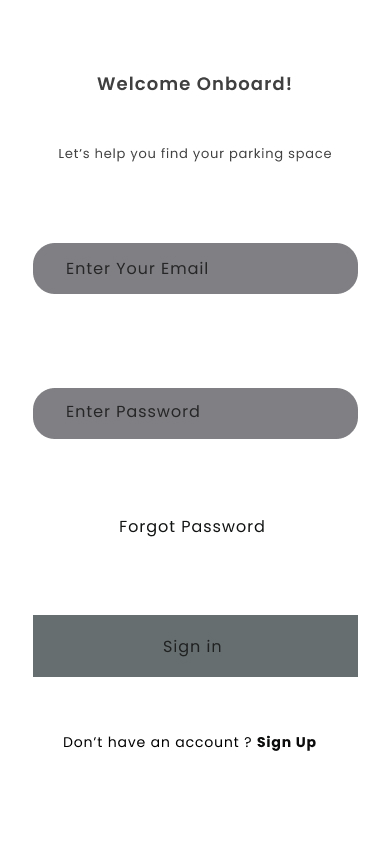 Welcome Onboard!
Let’s help you find your parking space
Enter Your Email
Enter Password
Forgot Password
Sign in
Don’t have an account ? Sign Up